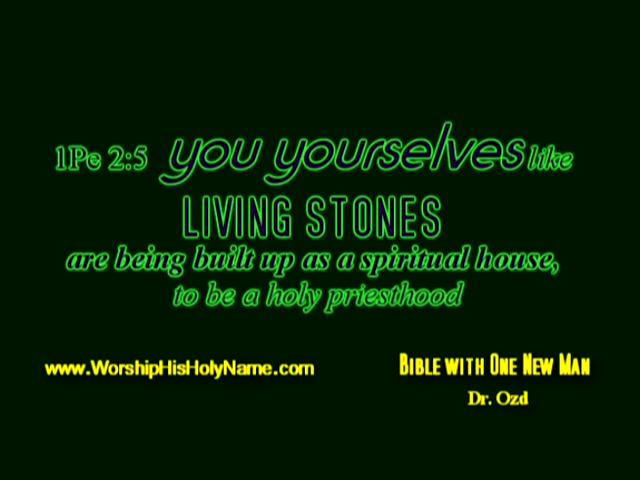 1Pe 2:5 you yourselves like
LIVING STONES
are being built up as a spiritual house,
to be a holy priesthood
www.WorshipHisHolyName.com
Bible with One New Man
Dr. Ozd